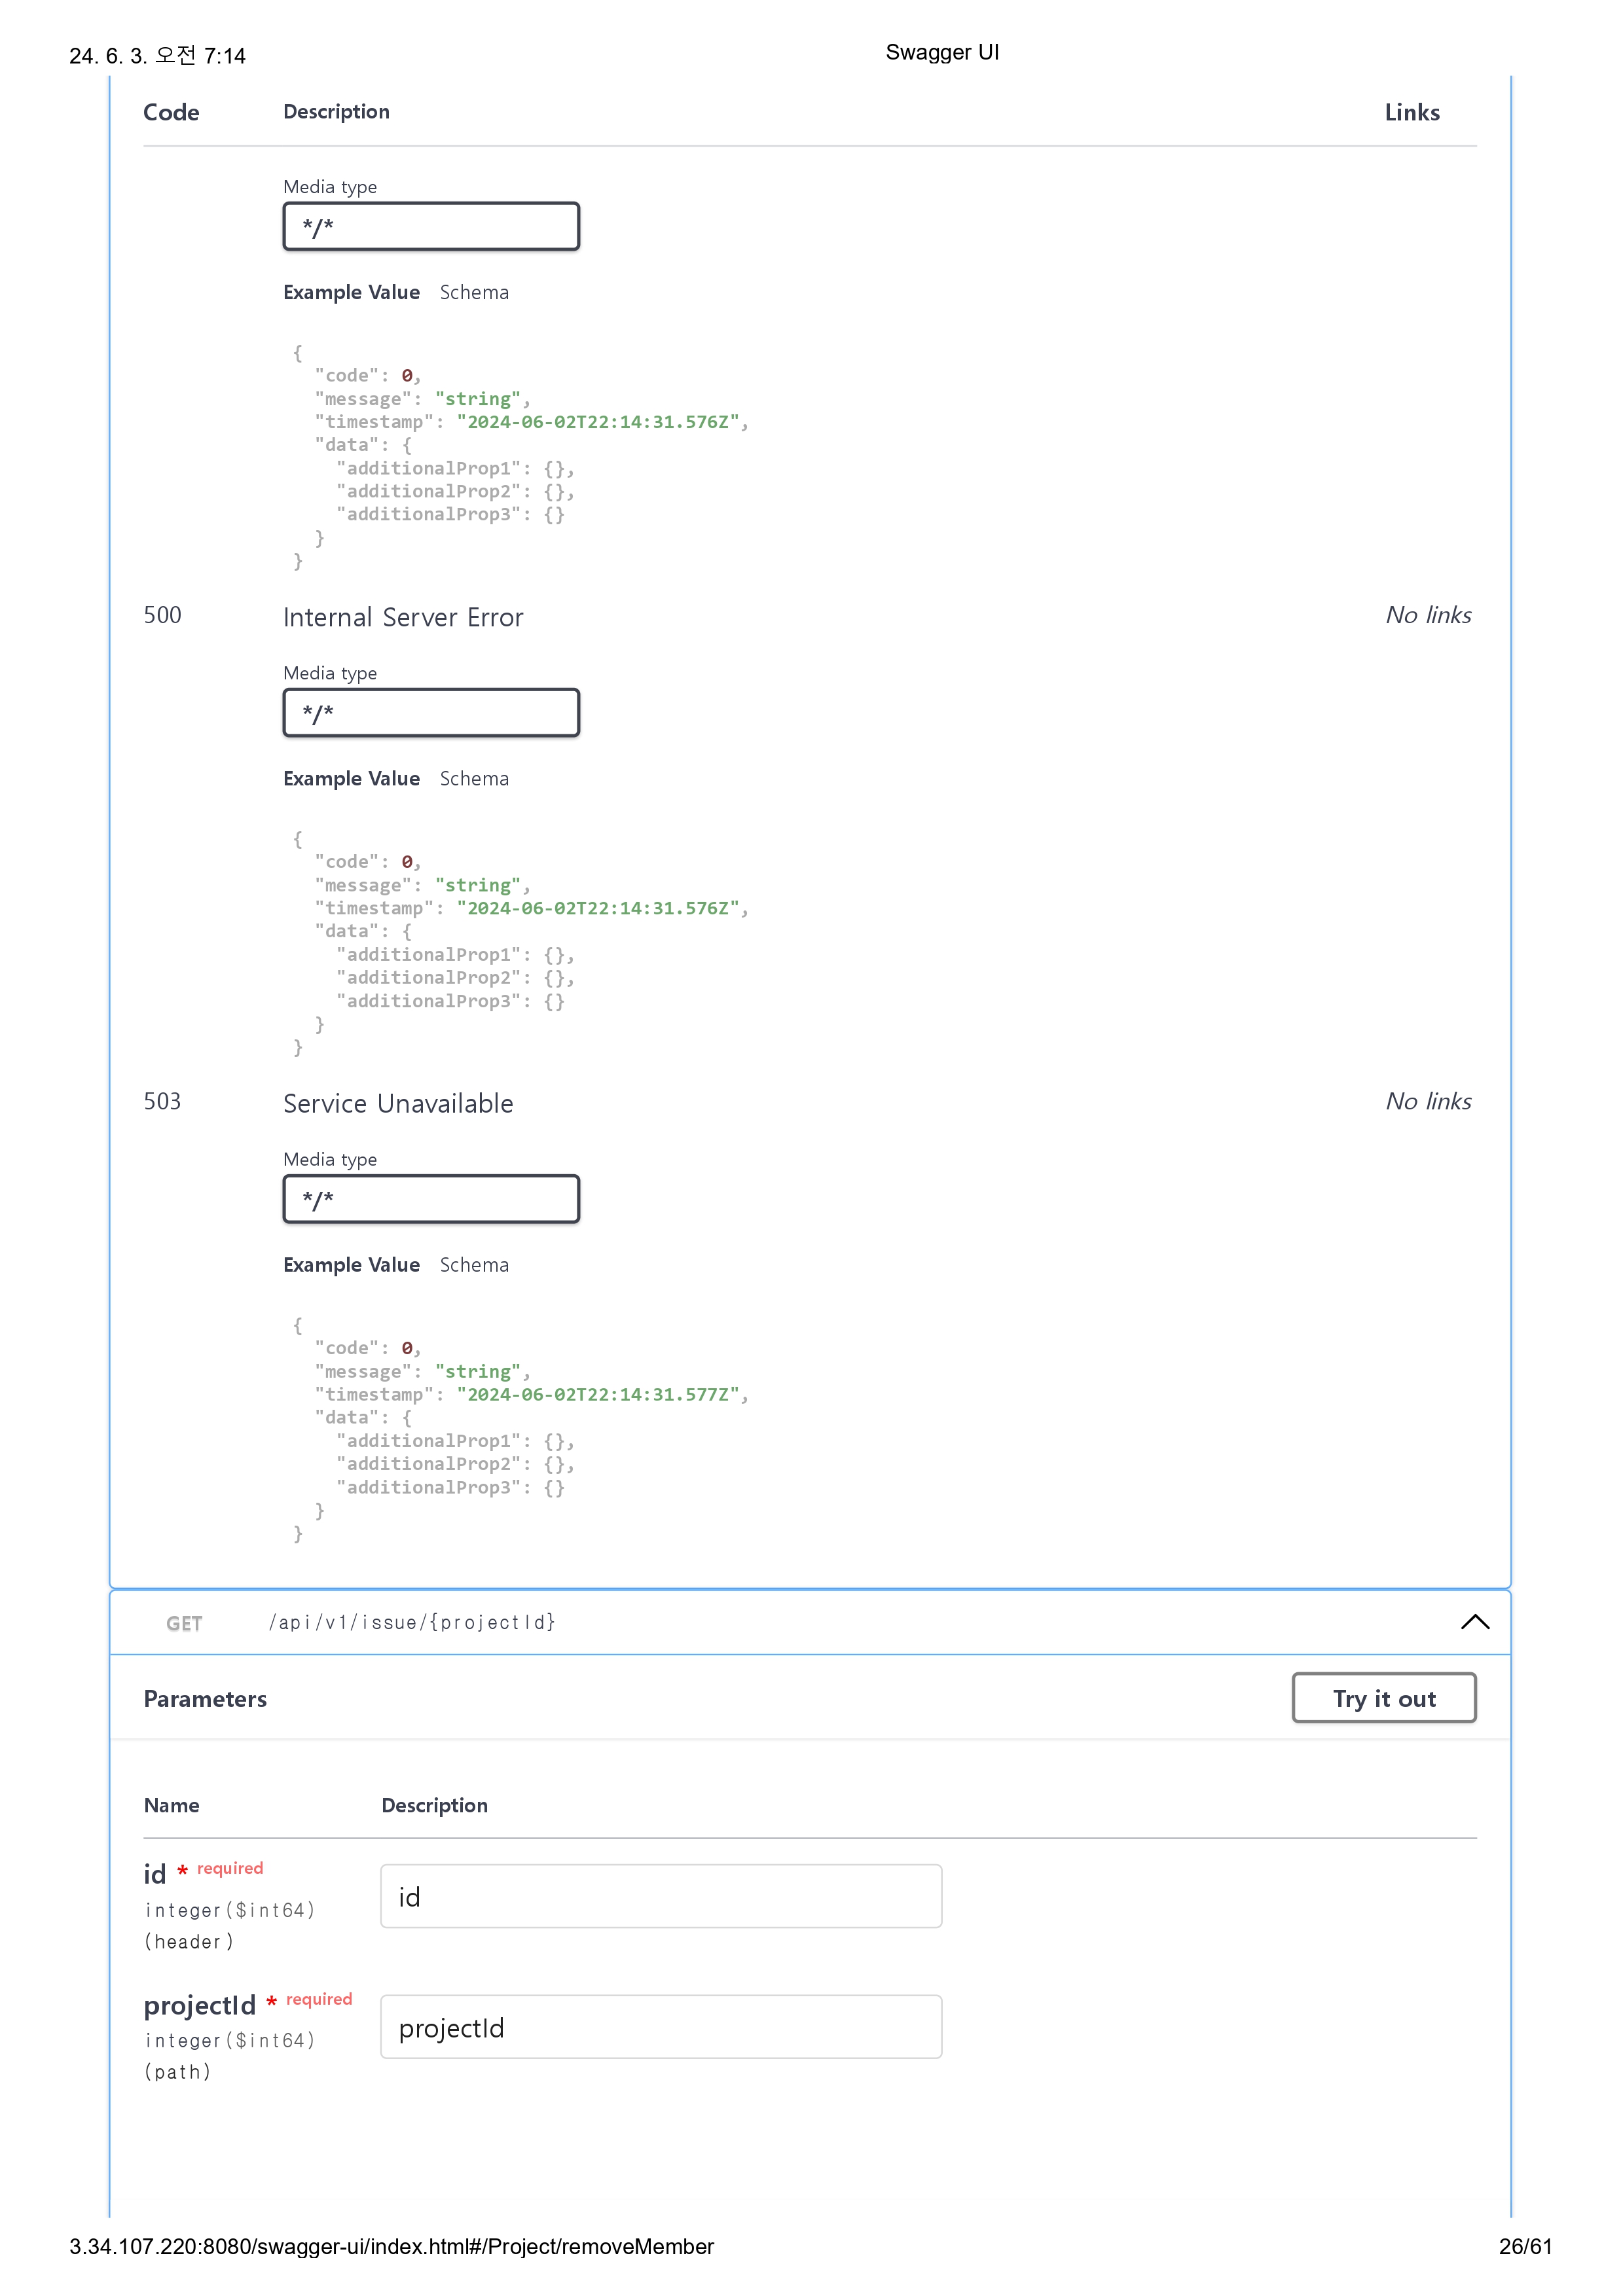 24. 6. 3. 오전 7:14
Swagger UI
Code Description Links
Media type
*/*
Example Value Schema
{
  "code": 0,
  "message": "string",
  "timestamp": "2024-06-02T22:14:31.576Z",
  "data": {
    "additionalProp1": {},
    "additionalProp2": {},
    "additionalProp3": {}
  }
}
500 Internal Server Error No links
Media type
*/*
Example Value Schema
{
  "code": 0,
  "message": "string",
  "timestamp": "2024-06-02T22:14:31.576Z",
  "data": {
    "additionalProp1": {},
    "additionalProp2": {},
    "additionalProp3": {}
  }
}
503 Service Unavailable No links
Media type
*/*
Example Value Schema
{
  "code": 0,
  "message": "string",
  "timestamp": "2024-06-02T22:14:31.577Z",
  "data": {
    "additionalProp1": {},
    "additionalProp2": {},
    "additionalProp3": {}
  }
}
GET /api/v1/issue/{projectId}
Parameters Try it out
Name Description
id * required
id
integer($int64)
(header)
projectId * required
projectId
integer($int64)
(path)
3.34.107.220:8080/swagger-ui/index.html#/Project/removeMember 26/61